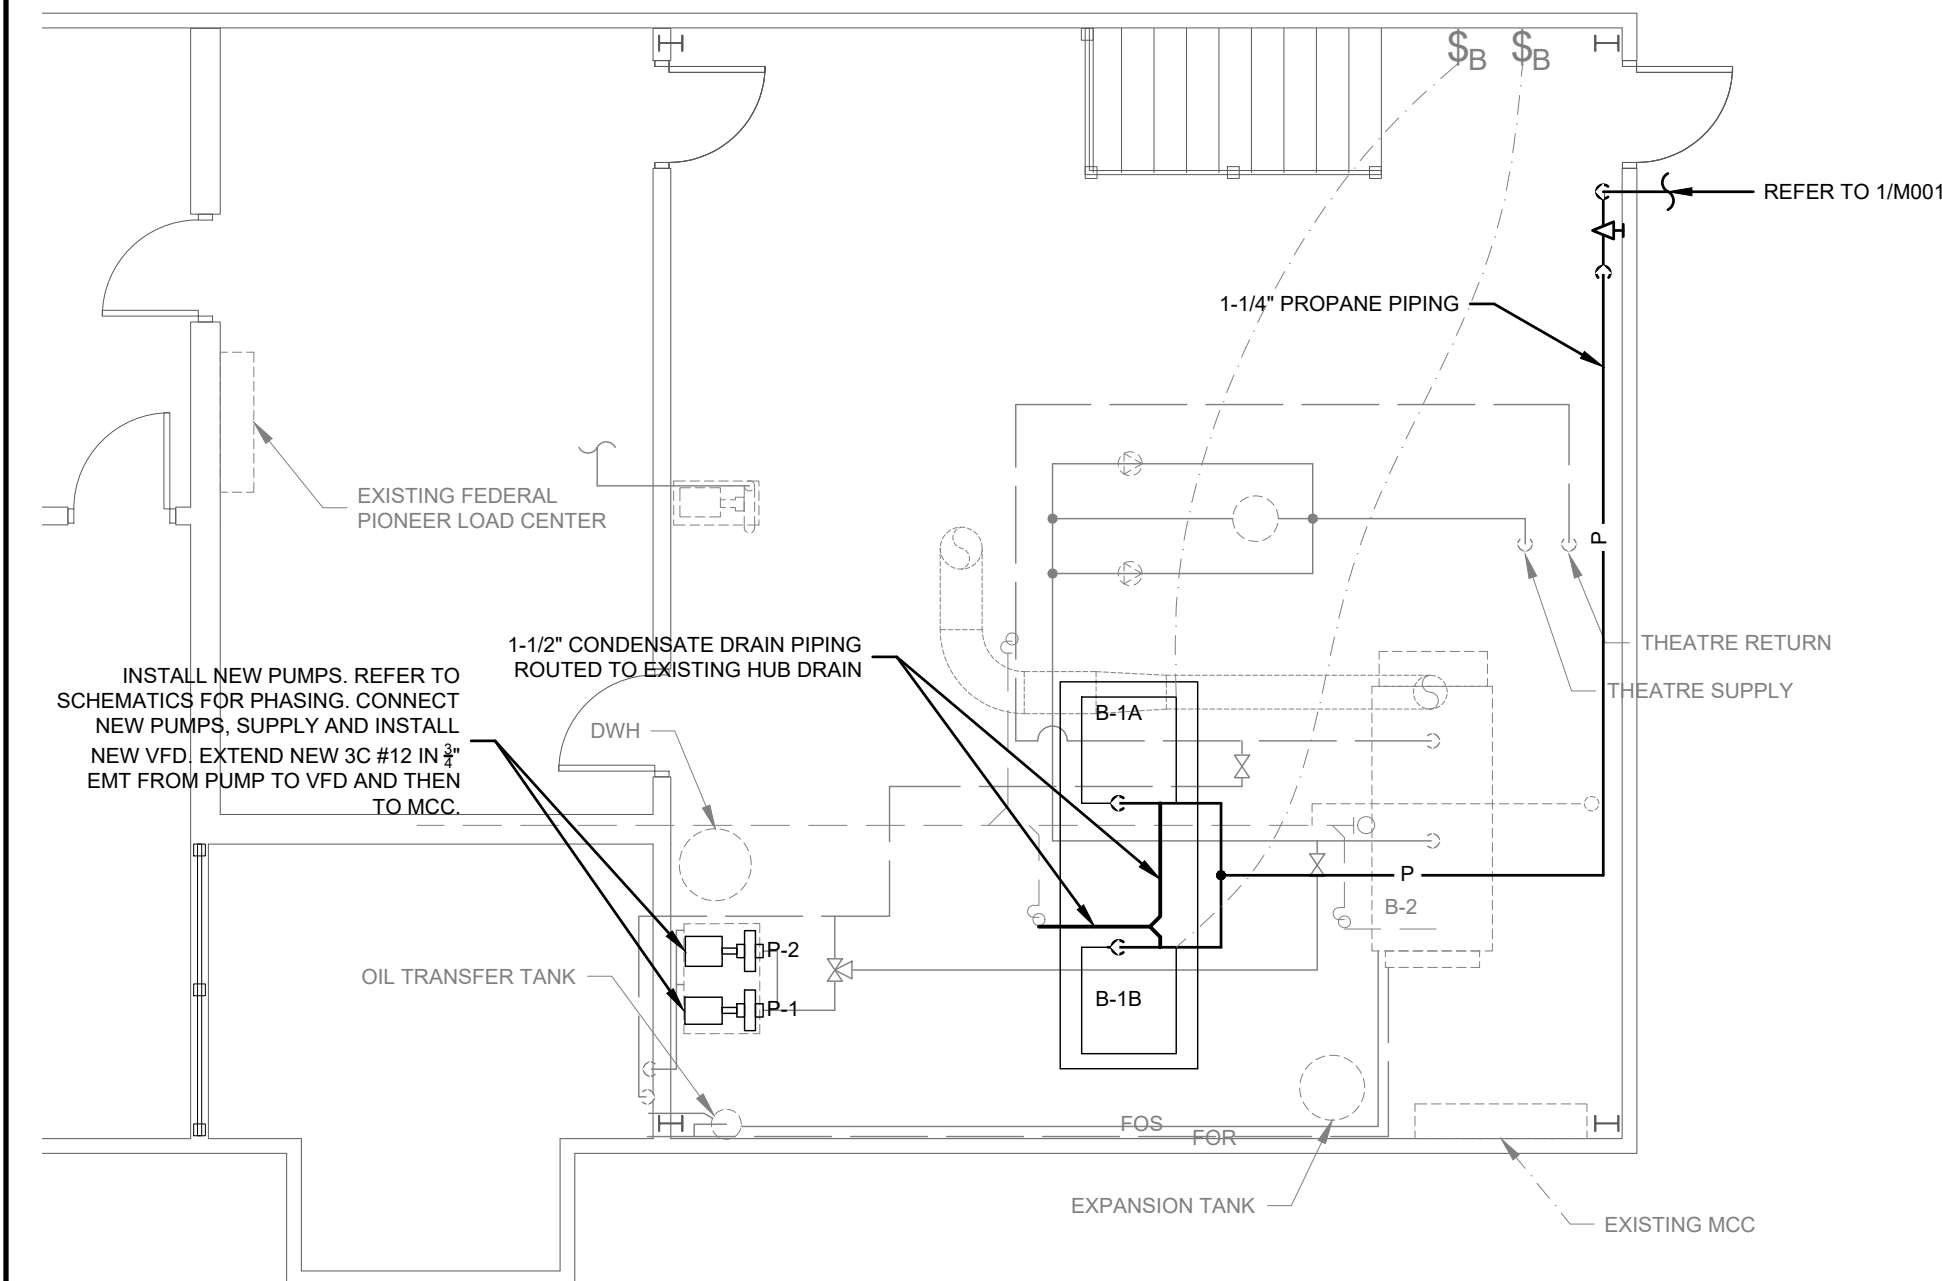 $B
$B
REFER TO 1/M001
1-1/4" PROPANE PIPING
EXISTING FEDERAL
PIONEER LOAD CENTER
P
1-1/2" CONDENSATE DRAIN PIPING
ROUTED TO EXISTING HUB DRAIN
THEATRE RETURN
THEATRE SUPPLY
INSTALL NEW PUMPS. REFER TO
SCHEMATICS FOR PHASING. CONNECT
NEW PUMPS, SUPPLY AND INSTALL
NEW VFD. EXTEND NEW 3C #12 IN 3/4"
EMT FROM PUMP TO VFD AND THEN
TO MCC.
DWH
B-1A
P
B-2
P-2
OIL TRANSFER TANK
B-1B
P-1
FOS
FOR
EXPANSION TANK
EXISTING MCC